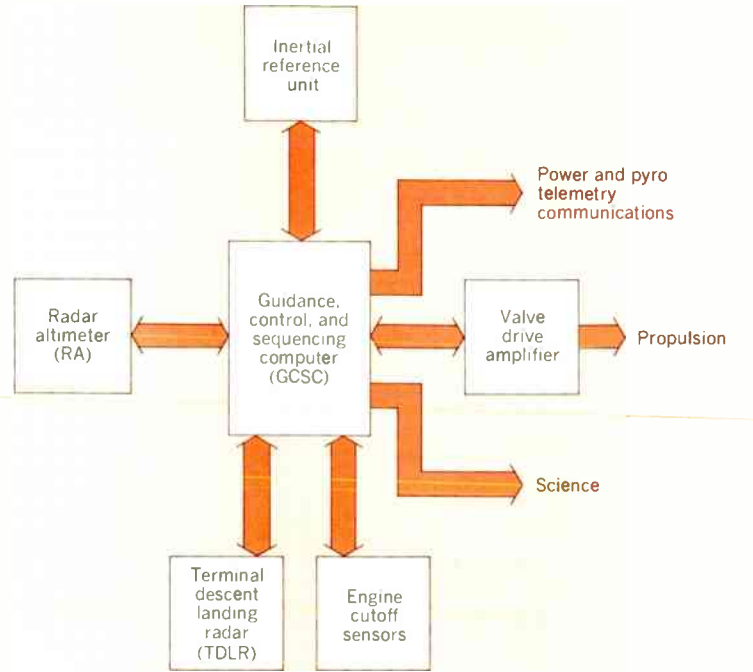 Inertial
reference
unit
Power and pyro
telemetry
communications
Radar
altimeter
(RA)
Guidance,
control, and
sequencing
computer
(GCSC)
Valve
drive
amplifier
Propulsion
Science
Terminal
descent
landing
radar
(TDLR)
Engine
cutoff
sensors